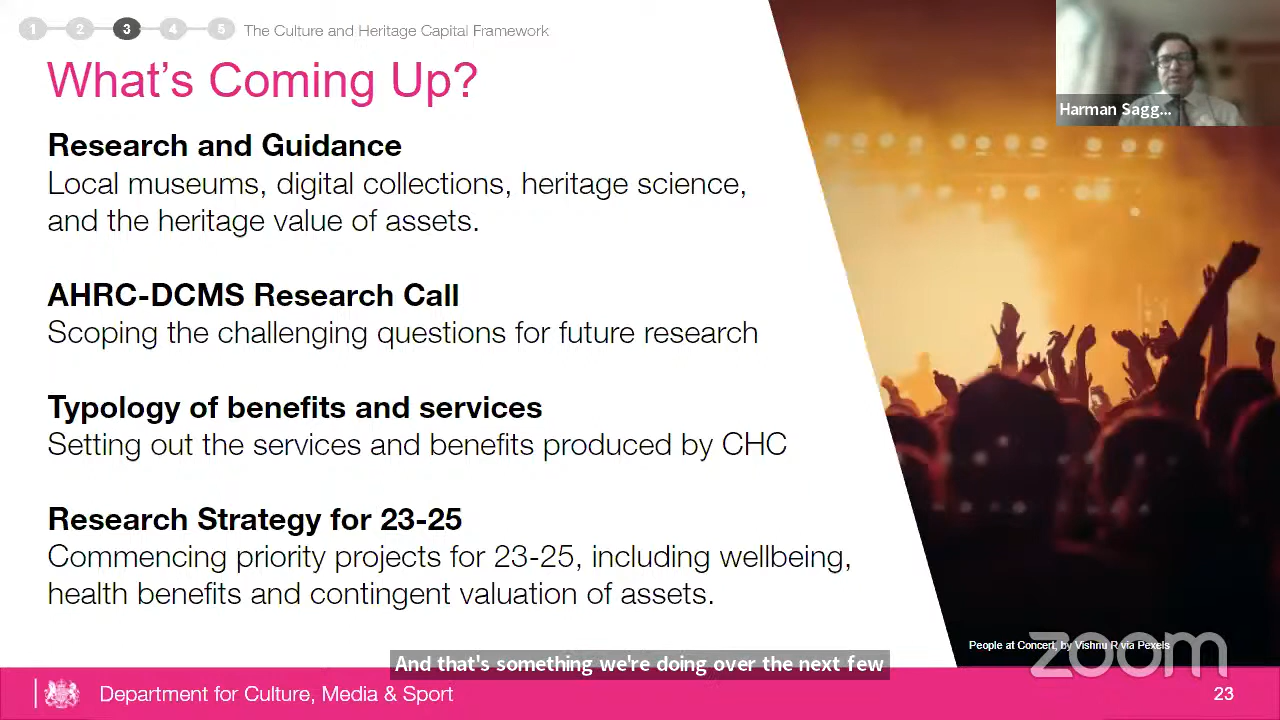 1 2 3 4 5 The Culture and Heritage Capital Framework
What's Coming Up?
Harman Sagg...
Research and Guidance
Local museums, digital collections, heritage science,
and the heritage value of assets.
AHRC-DCMS Research Call
Scoping the challenging questions for future research
Typology of benefits and services
Setting out the services and benefits produced by CHC
Research Strategy for 23-25
Commencing priority projects for 23-25, including wellbeing,
health benefits and contingent valuation of assets.
People at Concert, by Vishnu R via Pexels
zoom
And that's something we're doing over the next few
Department for Culture, Media & Sport
23